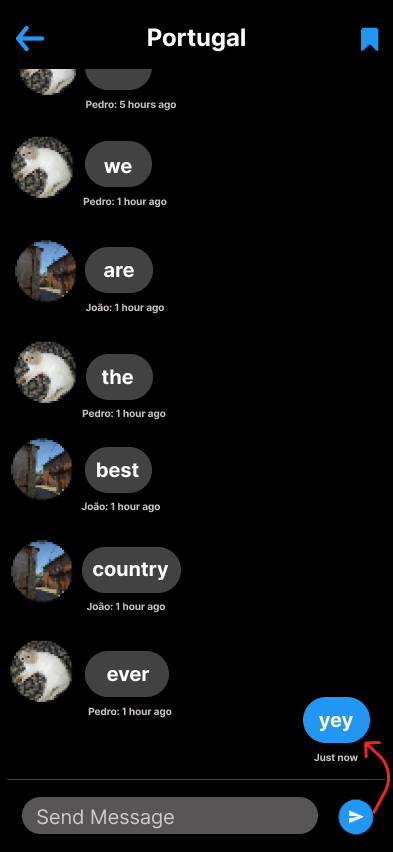 Portugal
Pedro: 5 hours ago
we
Pedro: 1 hour ago
are
João: 1 hour ago
the
Pedro: 1 hour ago
best
João: 1 hour ago
country
João: 1 hour ago
ever
Pedro: 1 hour ago
yey
Just now
Send Message